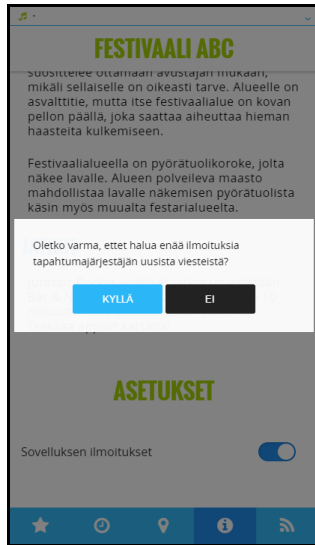 FESTIVAALI ABC
suosittelee ottamaan avustajan mukaan,
mikäli sellaiselle on oikeasti tarve. Alueelle on
asvalttitie, mutta itse festivaalialue on kovan
pellon päällä, joka saattaa aiheuttaa hieman
haasteita kulkemiseen.
Festivaalialueella on pyörätuolikoroke, jolta
näkee lavalle. Alueen polveileva maasto
mahdollistaa lavalle näkemisen pyörätuolista
käsin myös muualta festarialueelta.
Oletko varma, ettet halua enää ilmoituksia
tapahtumajärjestäjän uusista viesteistä?
KYLLÄ EI
ASETUKSET
Sovelluksen ilmoitukset